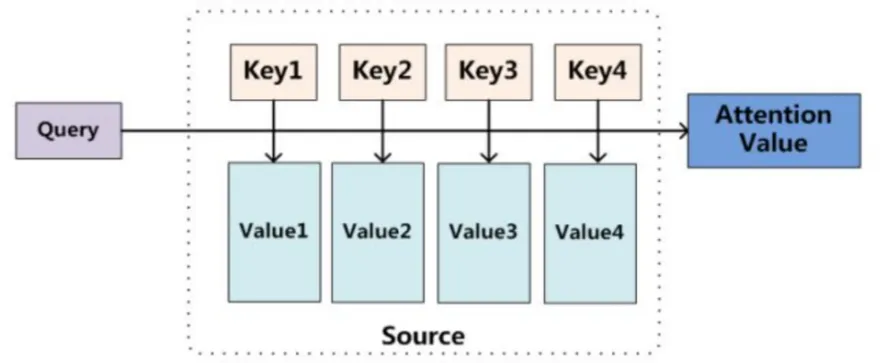 Key1 Key2 Key3 Key4
Query
Attention
Value
Value1 Value2 Value3 Value4
Source